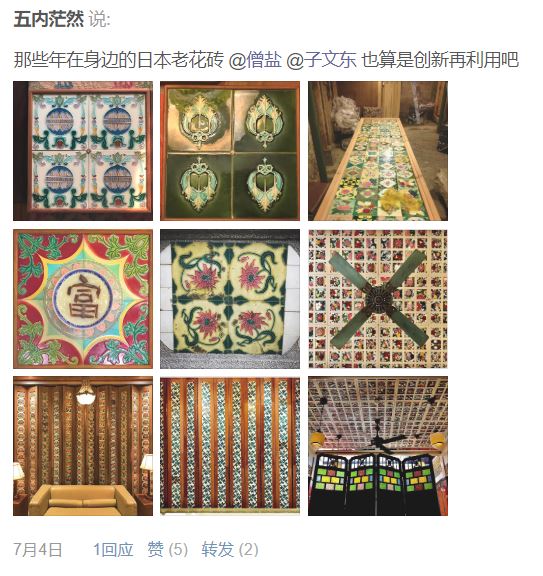 五内茫然 说:
那些年在身边的日本老花砖 @僧盐 @子文东 也算是创新再利用吧
富
7月4日 1回应 赞 (5) 转发 (2)